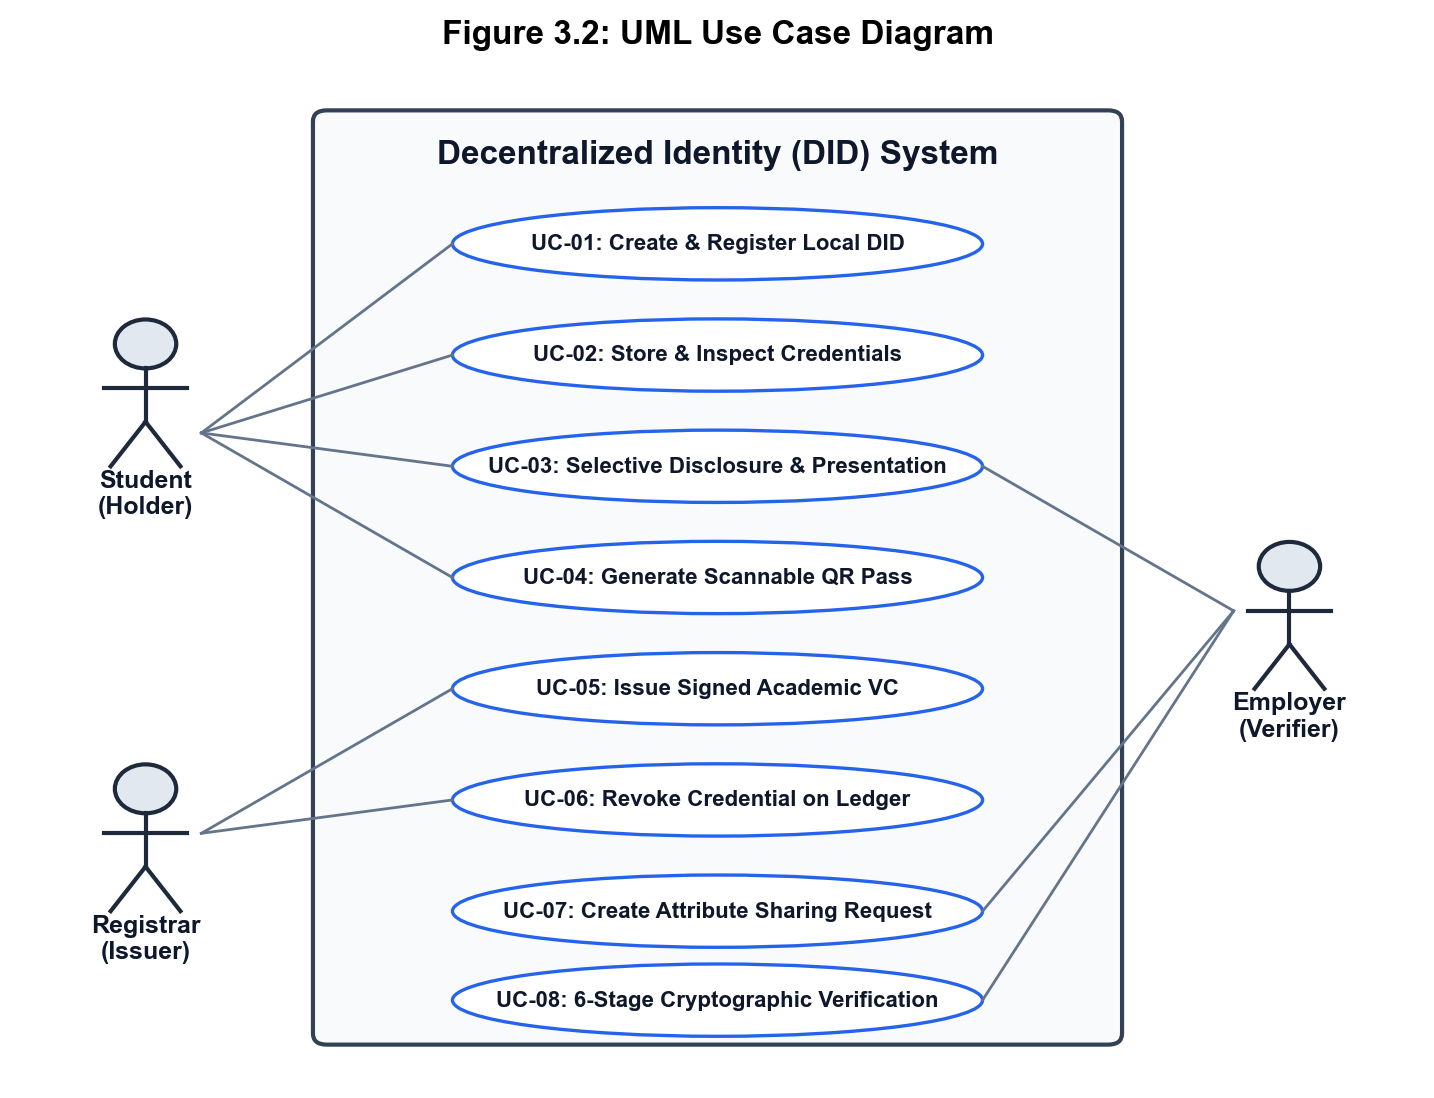 Figure 3.2: UML Use Case Diagram
Decentralized Identity (DID) System
UC-01: Create & Register Local DID
UC-02: Store & Inspect Credentials
UC-03: Selective Disclosure & Presentation
Student
(Holder)
UC-04: Generate Scannable QR Pass
UC-05: Issue Signed Academic VC
Employer
(Verifier)
UC-06: Revoke Credential on Ledger
UC-07: Create Attribute Sharing Request
Registrar
(Issuer)
UC-08: 6-Stage Cryptographic Verification